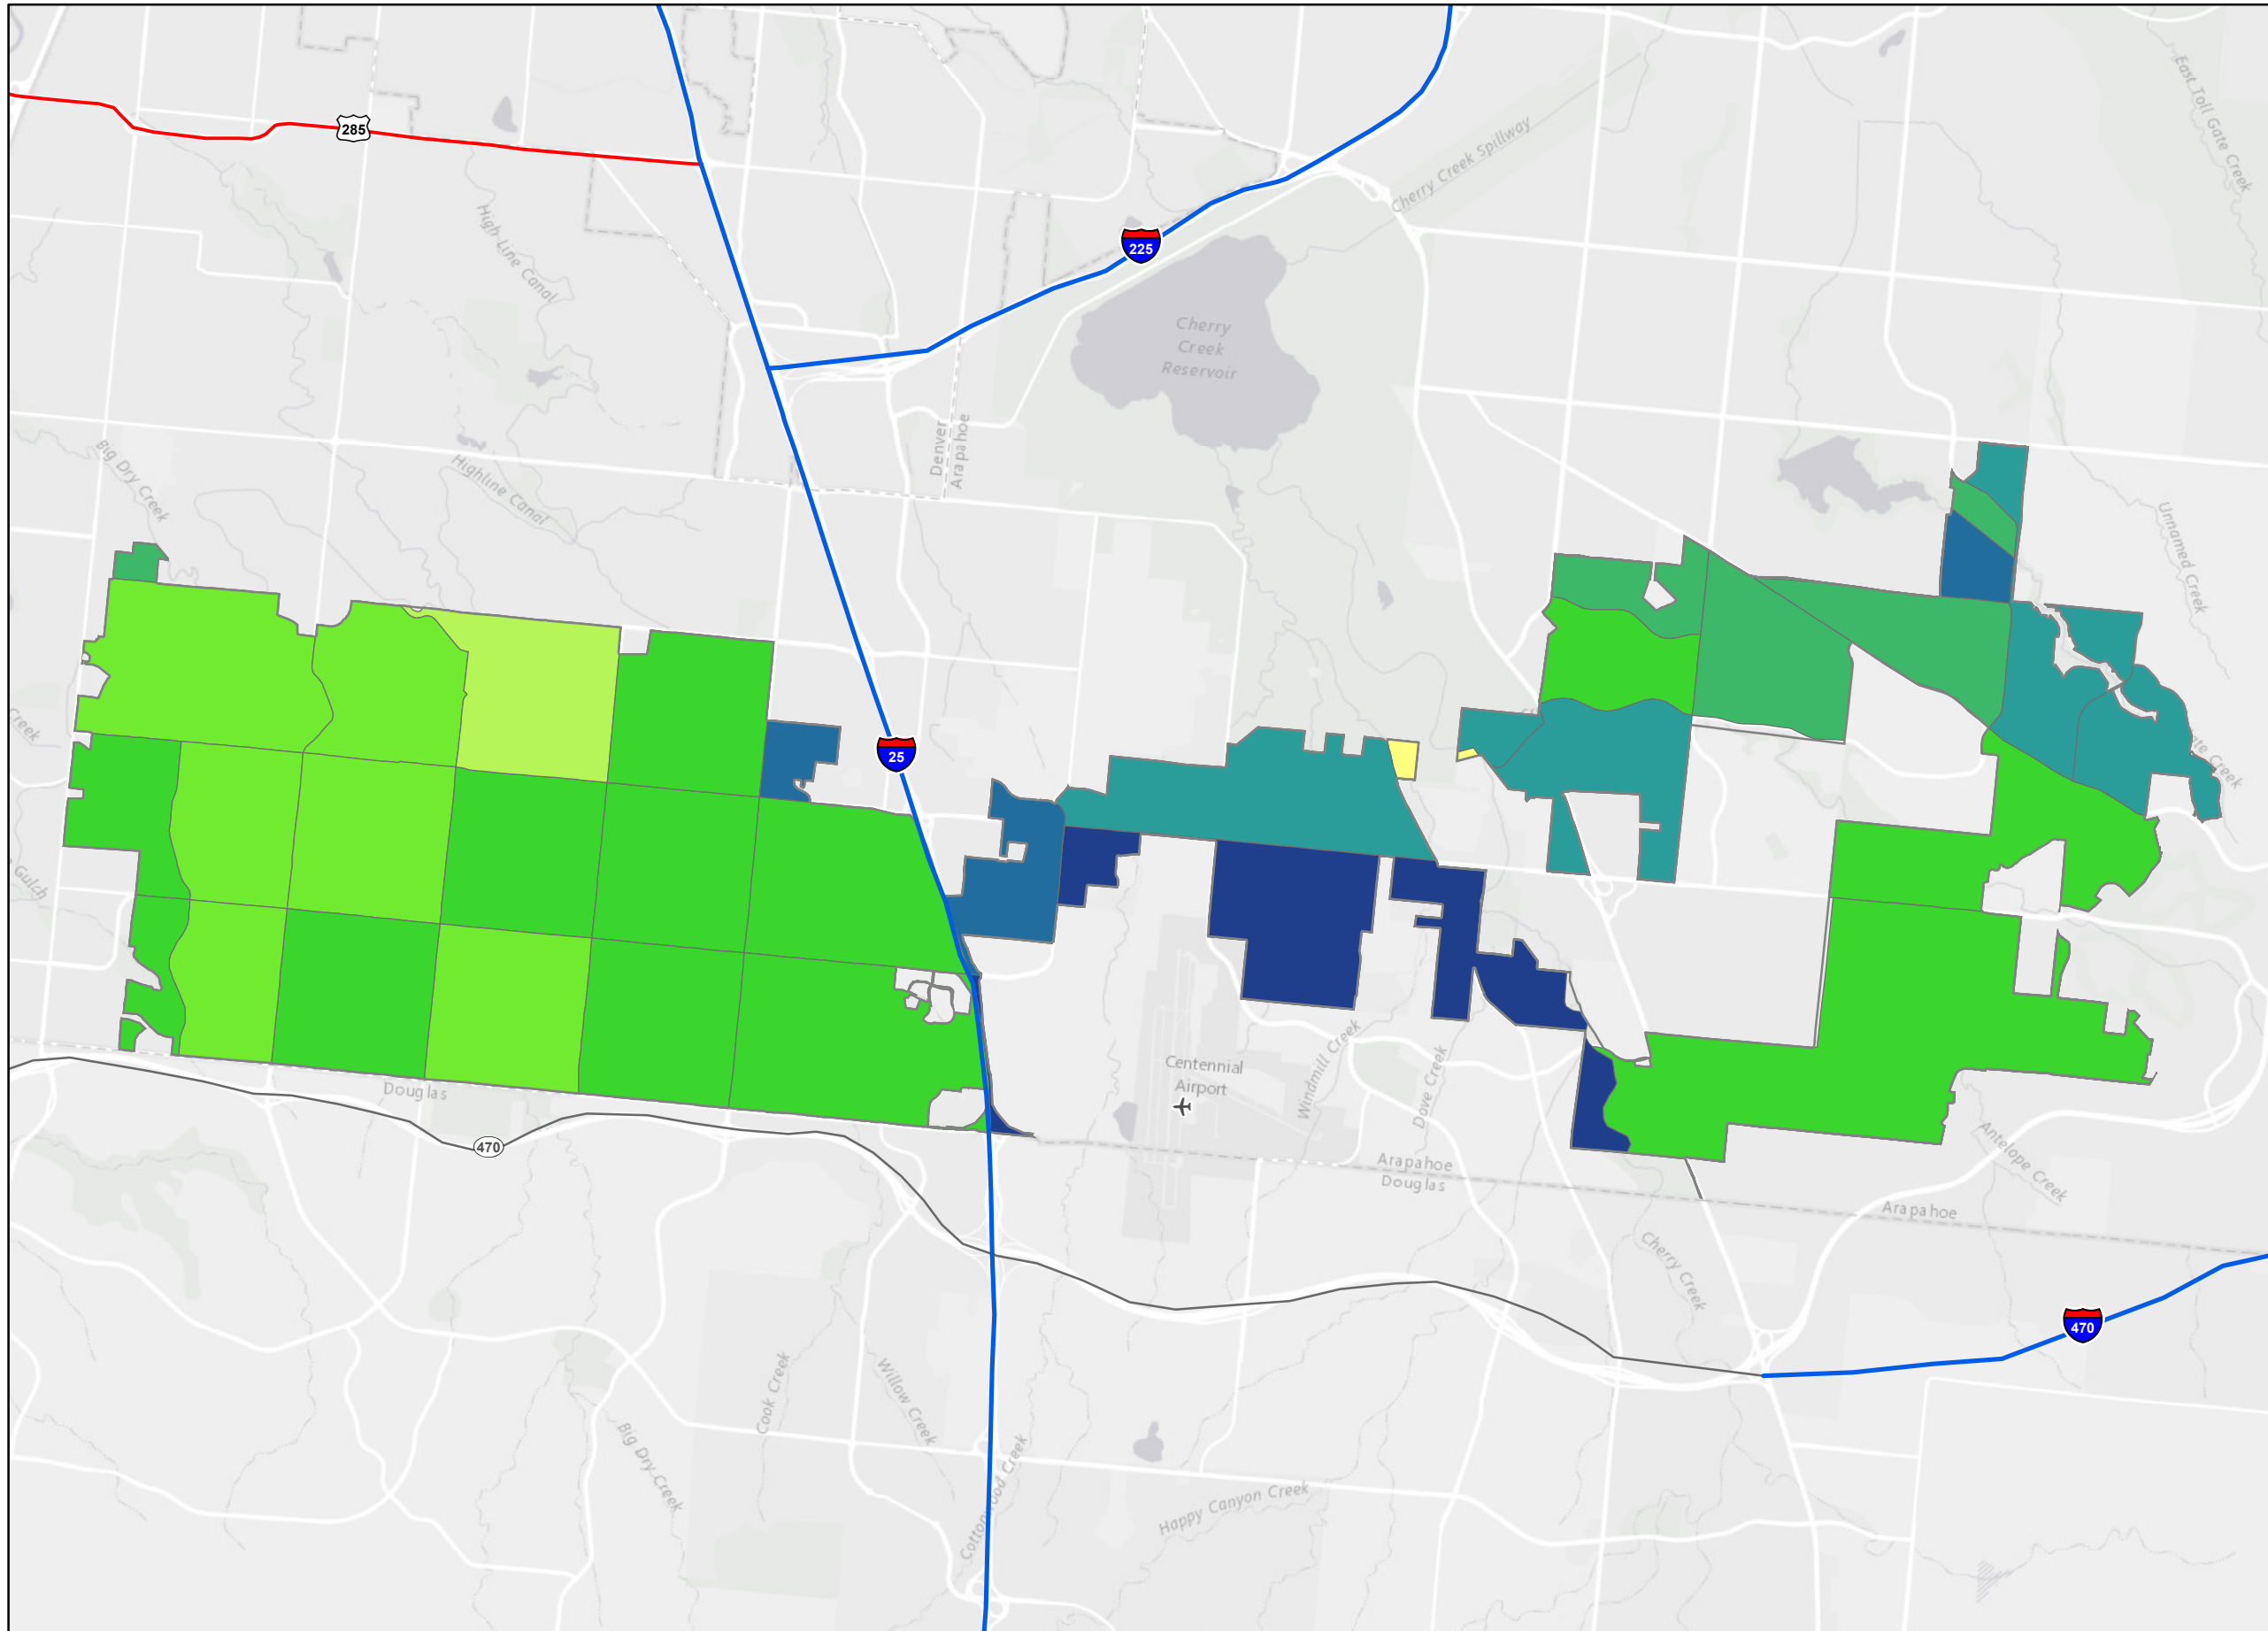 285
High Line Canal
Cherry Creek Spillway
East Toll Gate Creek
225
Cherry
Creek
Reservoir
Denver
Arapahoe
Big Dry Creek
Highline Canal
Unnamed Creek
Creek
25
Creek
Gulch
Centennial
Airport
Windmill Creek
Dove Creek
Douglas
470
Arapahoe
Douglas
Antelope Creek
Arapahoe
Cherry Creek
470
Cook Creek
Willow Creek
Big Dry Creek
Cottonwood Creek
Happy Canyon Creek